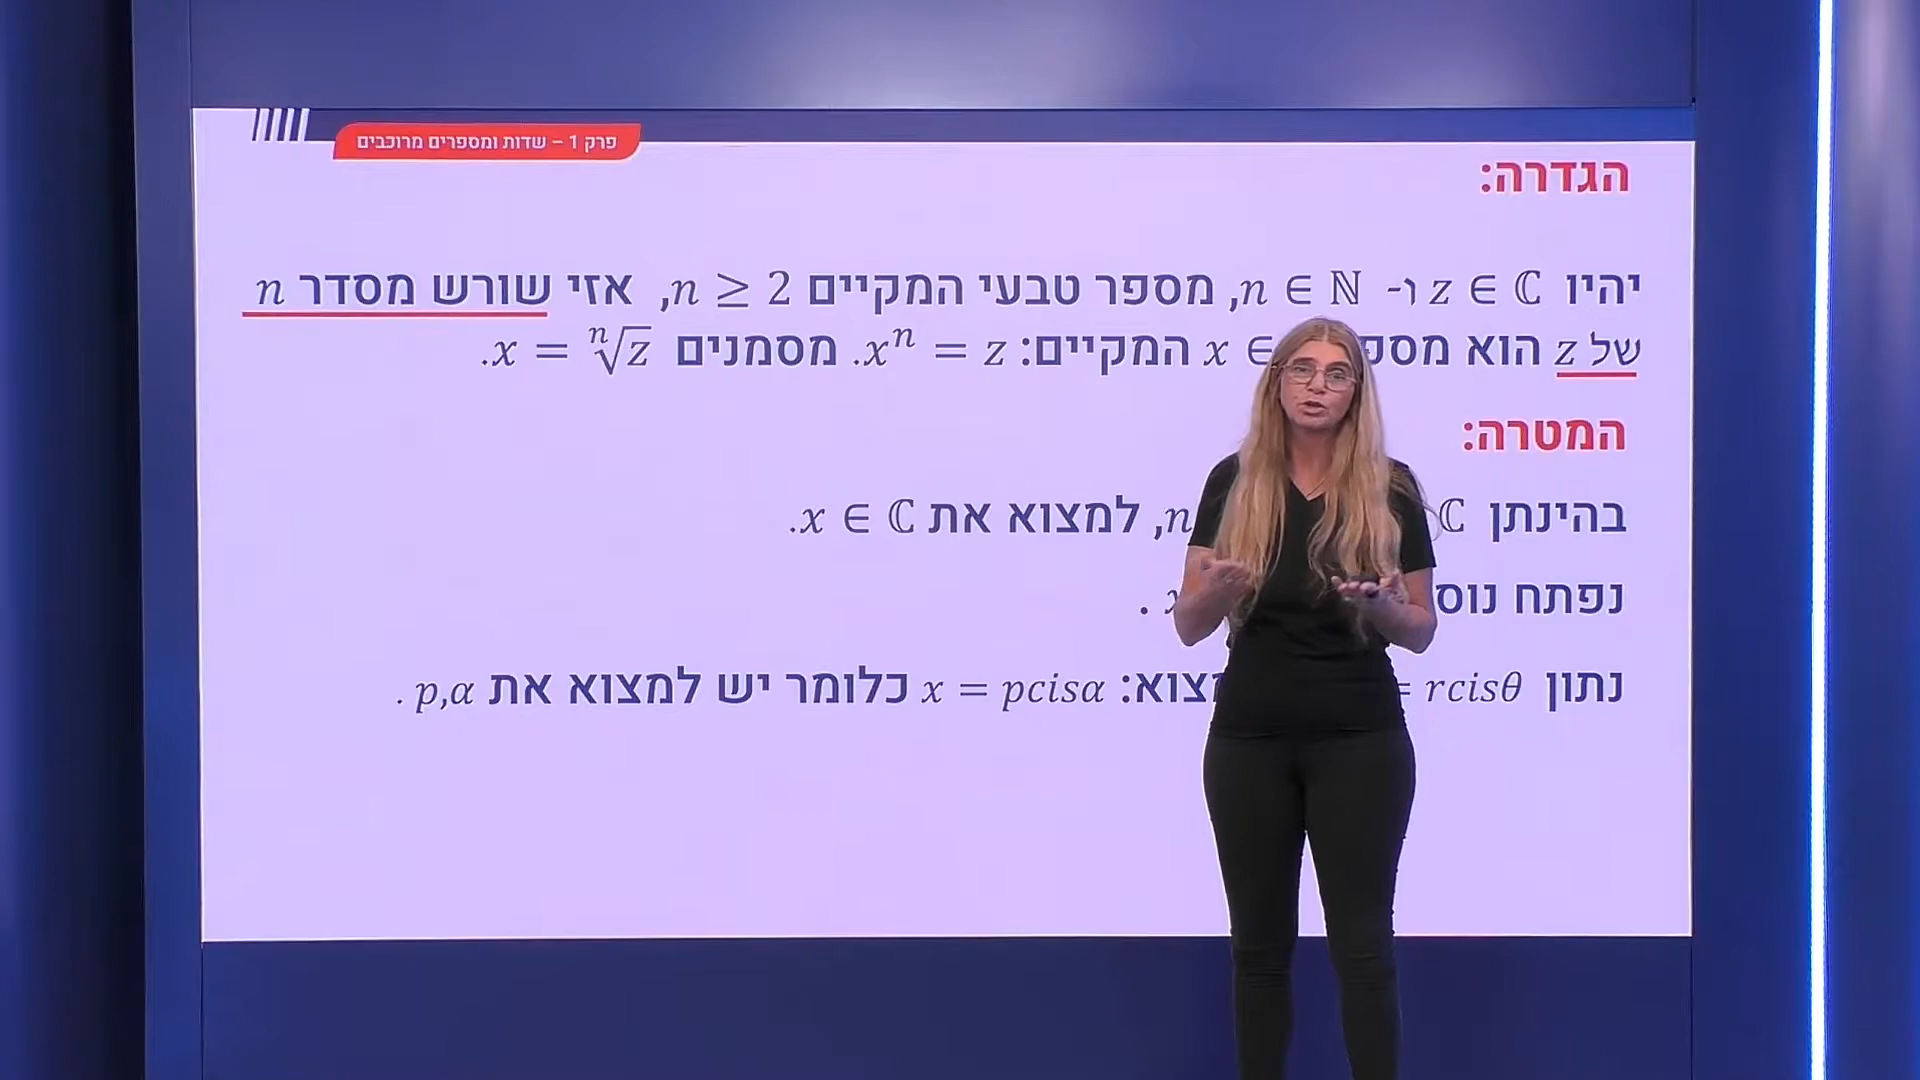 פרק 1 – שדות ומספרים מרוכבים
הגדרה:
יהיו z ∈ ℂ ו- n ∈ ℕ, מספר טבעי המקיים n ≥ 2, אזי שורש מסדר n
של z הוא x ∈ המקיים: xⁿ = z. מסמנים x = ⁿ√z.
המטרה:
בהינתן ℂ n, למצוא את x ∈ ℂ.
נפתח .
נתון = rcisθ x = pcisα כלומר יש למצוא את p,α .